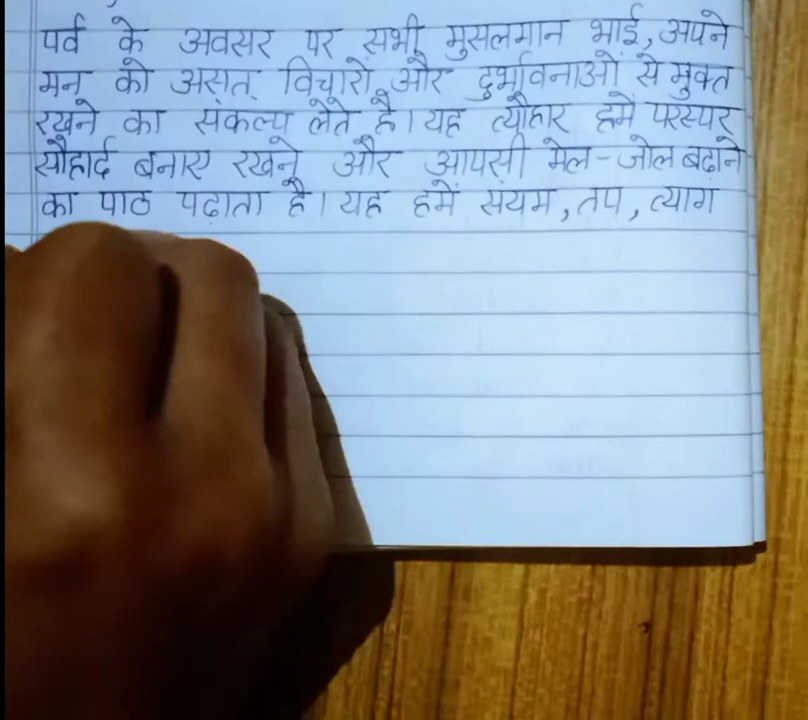 पर्व के अवसर पर सभी मुसलमान भाई, अपने
मन को असत् विचारों और दुर्भावनाओं से मुक्त
रखने का संकल्प लेते है। यह त्यौहार हमें परस्पर
सौहार्द बनाए रखने और आपसी मेल-जोल बढाने
का पाठ पढ़ाता है। यह हमें संयम, तप, त्याग